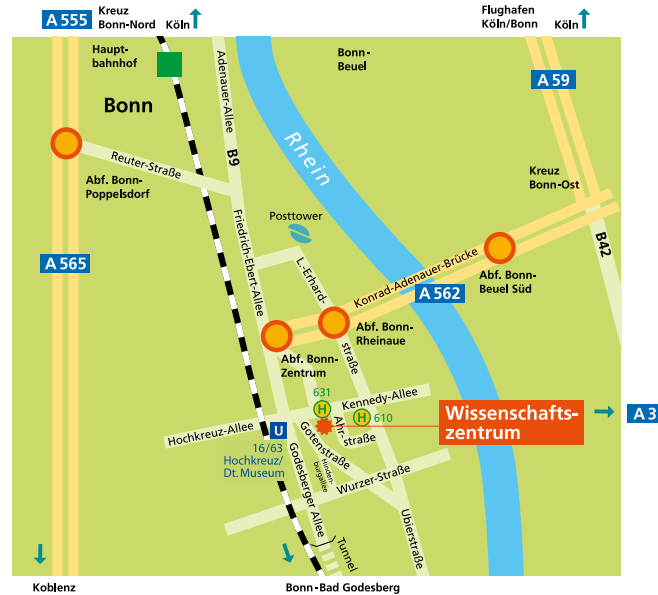 A 555
Kreuz
Bonn-Nord
Köln
Flughafen
Köln/Bonn
Köln
Haupt-
bahnhof
Adenauer-Allee
Bonn-
Beuel
A 59
Bonn
B9
Rhein
Reuter-Straße
Abf. Bonn-
Poppelsdorf
Kreuz
Bonn-Ost
Friedrich-Ebert-Allee
Posttower
B42
A 565
L.-Erhard-
straße
Konrad-Adenauer-Brücke
A 562
Abf. Bonn-
Beuel Süd
Abf. Bonn-
Rheinaue
Abf. Bonn-
Zentrum
631
H
Kennedy-Allee
H 610
Ahr-
straße
Wissenschafts-
zentrum
A 3
Hochkreuz-Allee
U
16/63
Hochkreuz/
Dt. Museum
Gotenstraße
Hinden-
burgallee
Godesberger Allee
Wurzer-Straße
Ubierstraße
Tunnel
Koblenz
Bonn-Bad Godesberg